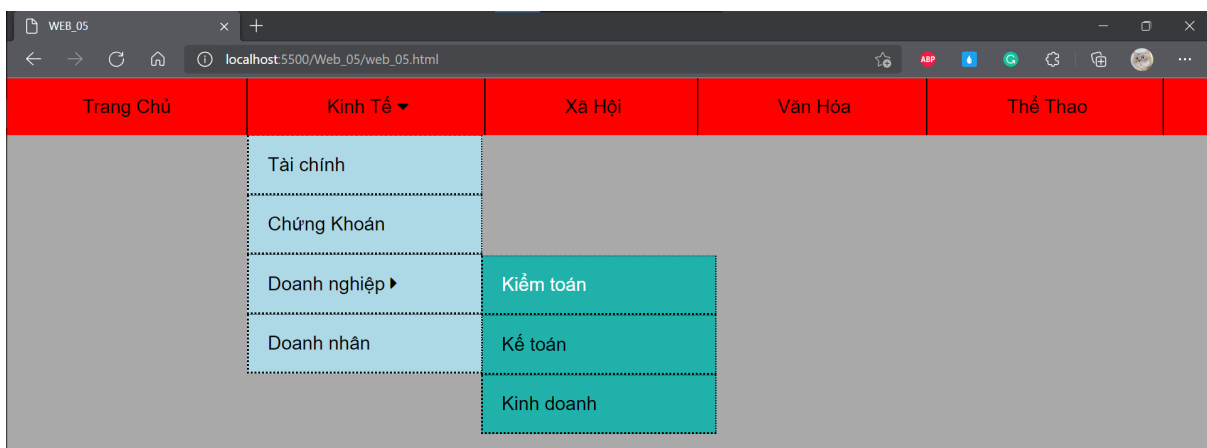 WEB_05
localhost:5500/Web_05/web_05.html
ABP
G
Trang Chủ Kinh Tế Xã Hội Văn Hóa Thể Thao
Tài chính
Chứng Khoán
Doanh nghiệp Kiểm toán
Doanh nhân Kế toán
Kinh doanh